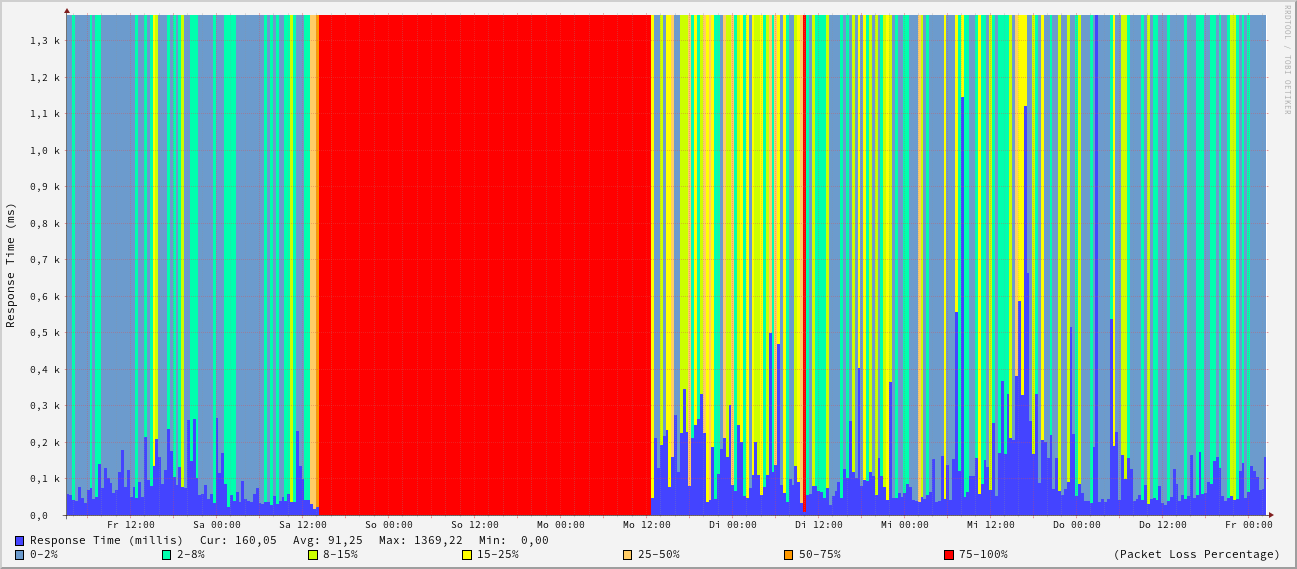 RRDTOOL / TOBI OETIKER
Response Time (ms)
1,3 k
1,2 k
1,1 k
1,0 k
0,9 k
0,8 k
0,7 k
0,6 k
0,5 k
0,4 k
0,3 k
0,2 k
0,1 k
0,0
Fr 12:00 Sa 00:00 Sa 12:00 So 00:00 So 12:00 Mo 00:00 Mo 12:00 Di 00:00 Di 12:00 Mi 00:00 Mi 12:00 Do 00:00 Do 12:00 Fr 00:00
Response Time (millis) Cur: 160,05 Avg: 91,25 Max: 1369,22 Min: 0,00
0-2% 2-8% 8-15% 15-25% 25-50% 50-75% 75-100% (Packet Loss Percentage)